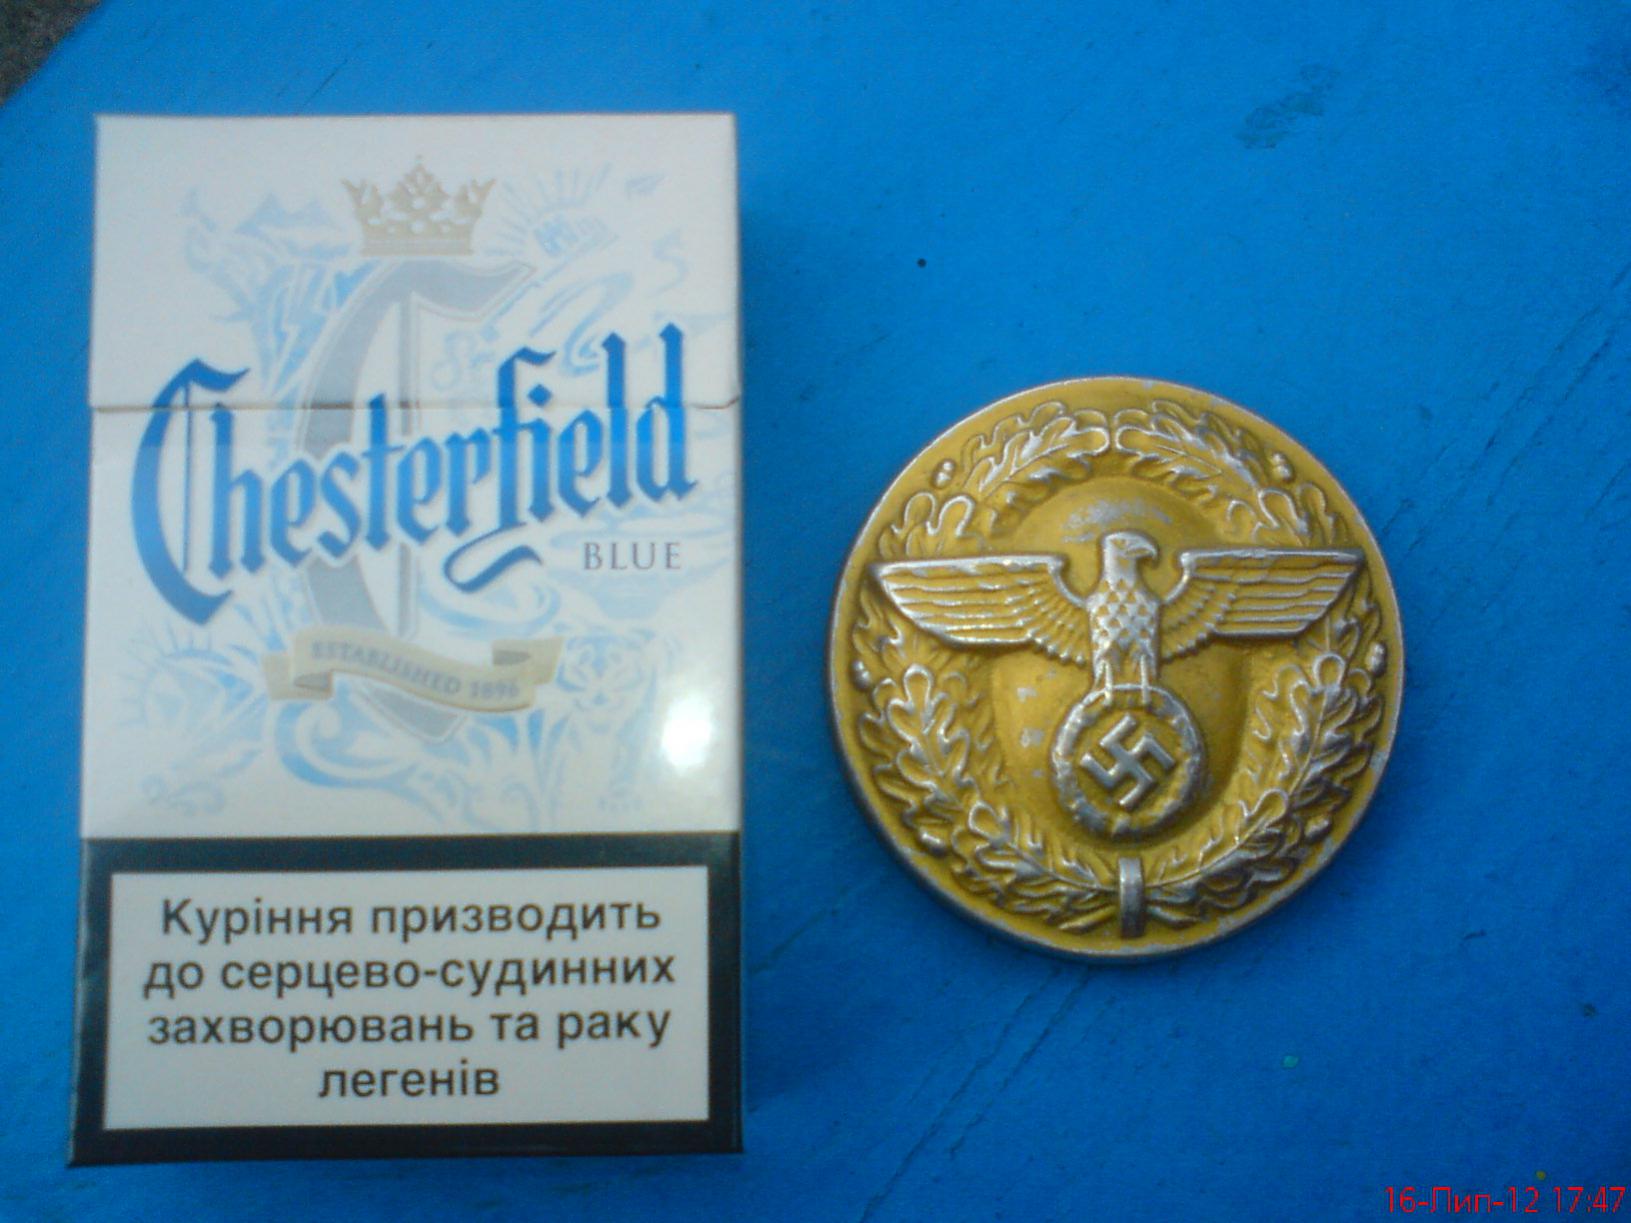 Chesterfield
BLUE
ESTABLISHED 1896
Куріння призводить
до серцево-судинних
захворювань та раку
легенів
16-Лип-12 17:47